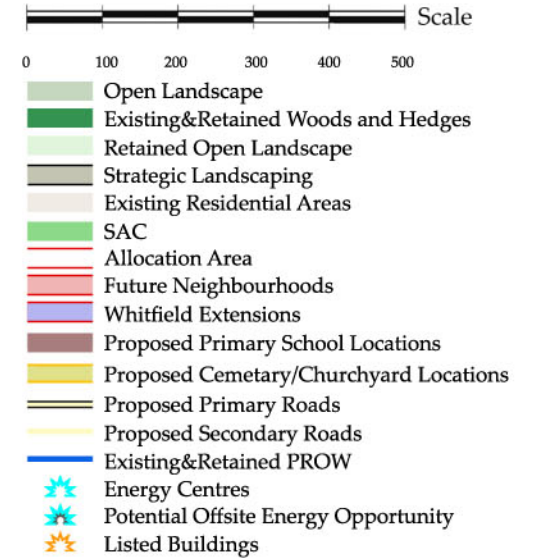 Scale
0 100 200 300 400 500
Open Landscape
Existing&Retained Woods and Hedges
Retained Open Landscape
Strategic Landscaping
Existing Residential Areas
SAC
Allocation Area
Future Neighbourhoods
Whitfield Extensions
Proposed Primary School Locations
Proposed Cemetary/Churchyard Locations
Proposed Primary Roads
Proposed Secondary Roads
Existing&Retained PROW
Energy Centres
Potential Offsite Energy Opportunity
Listed Buildings